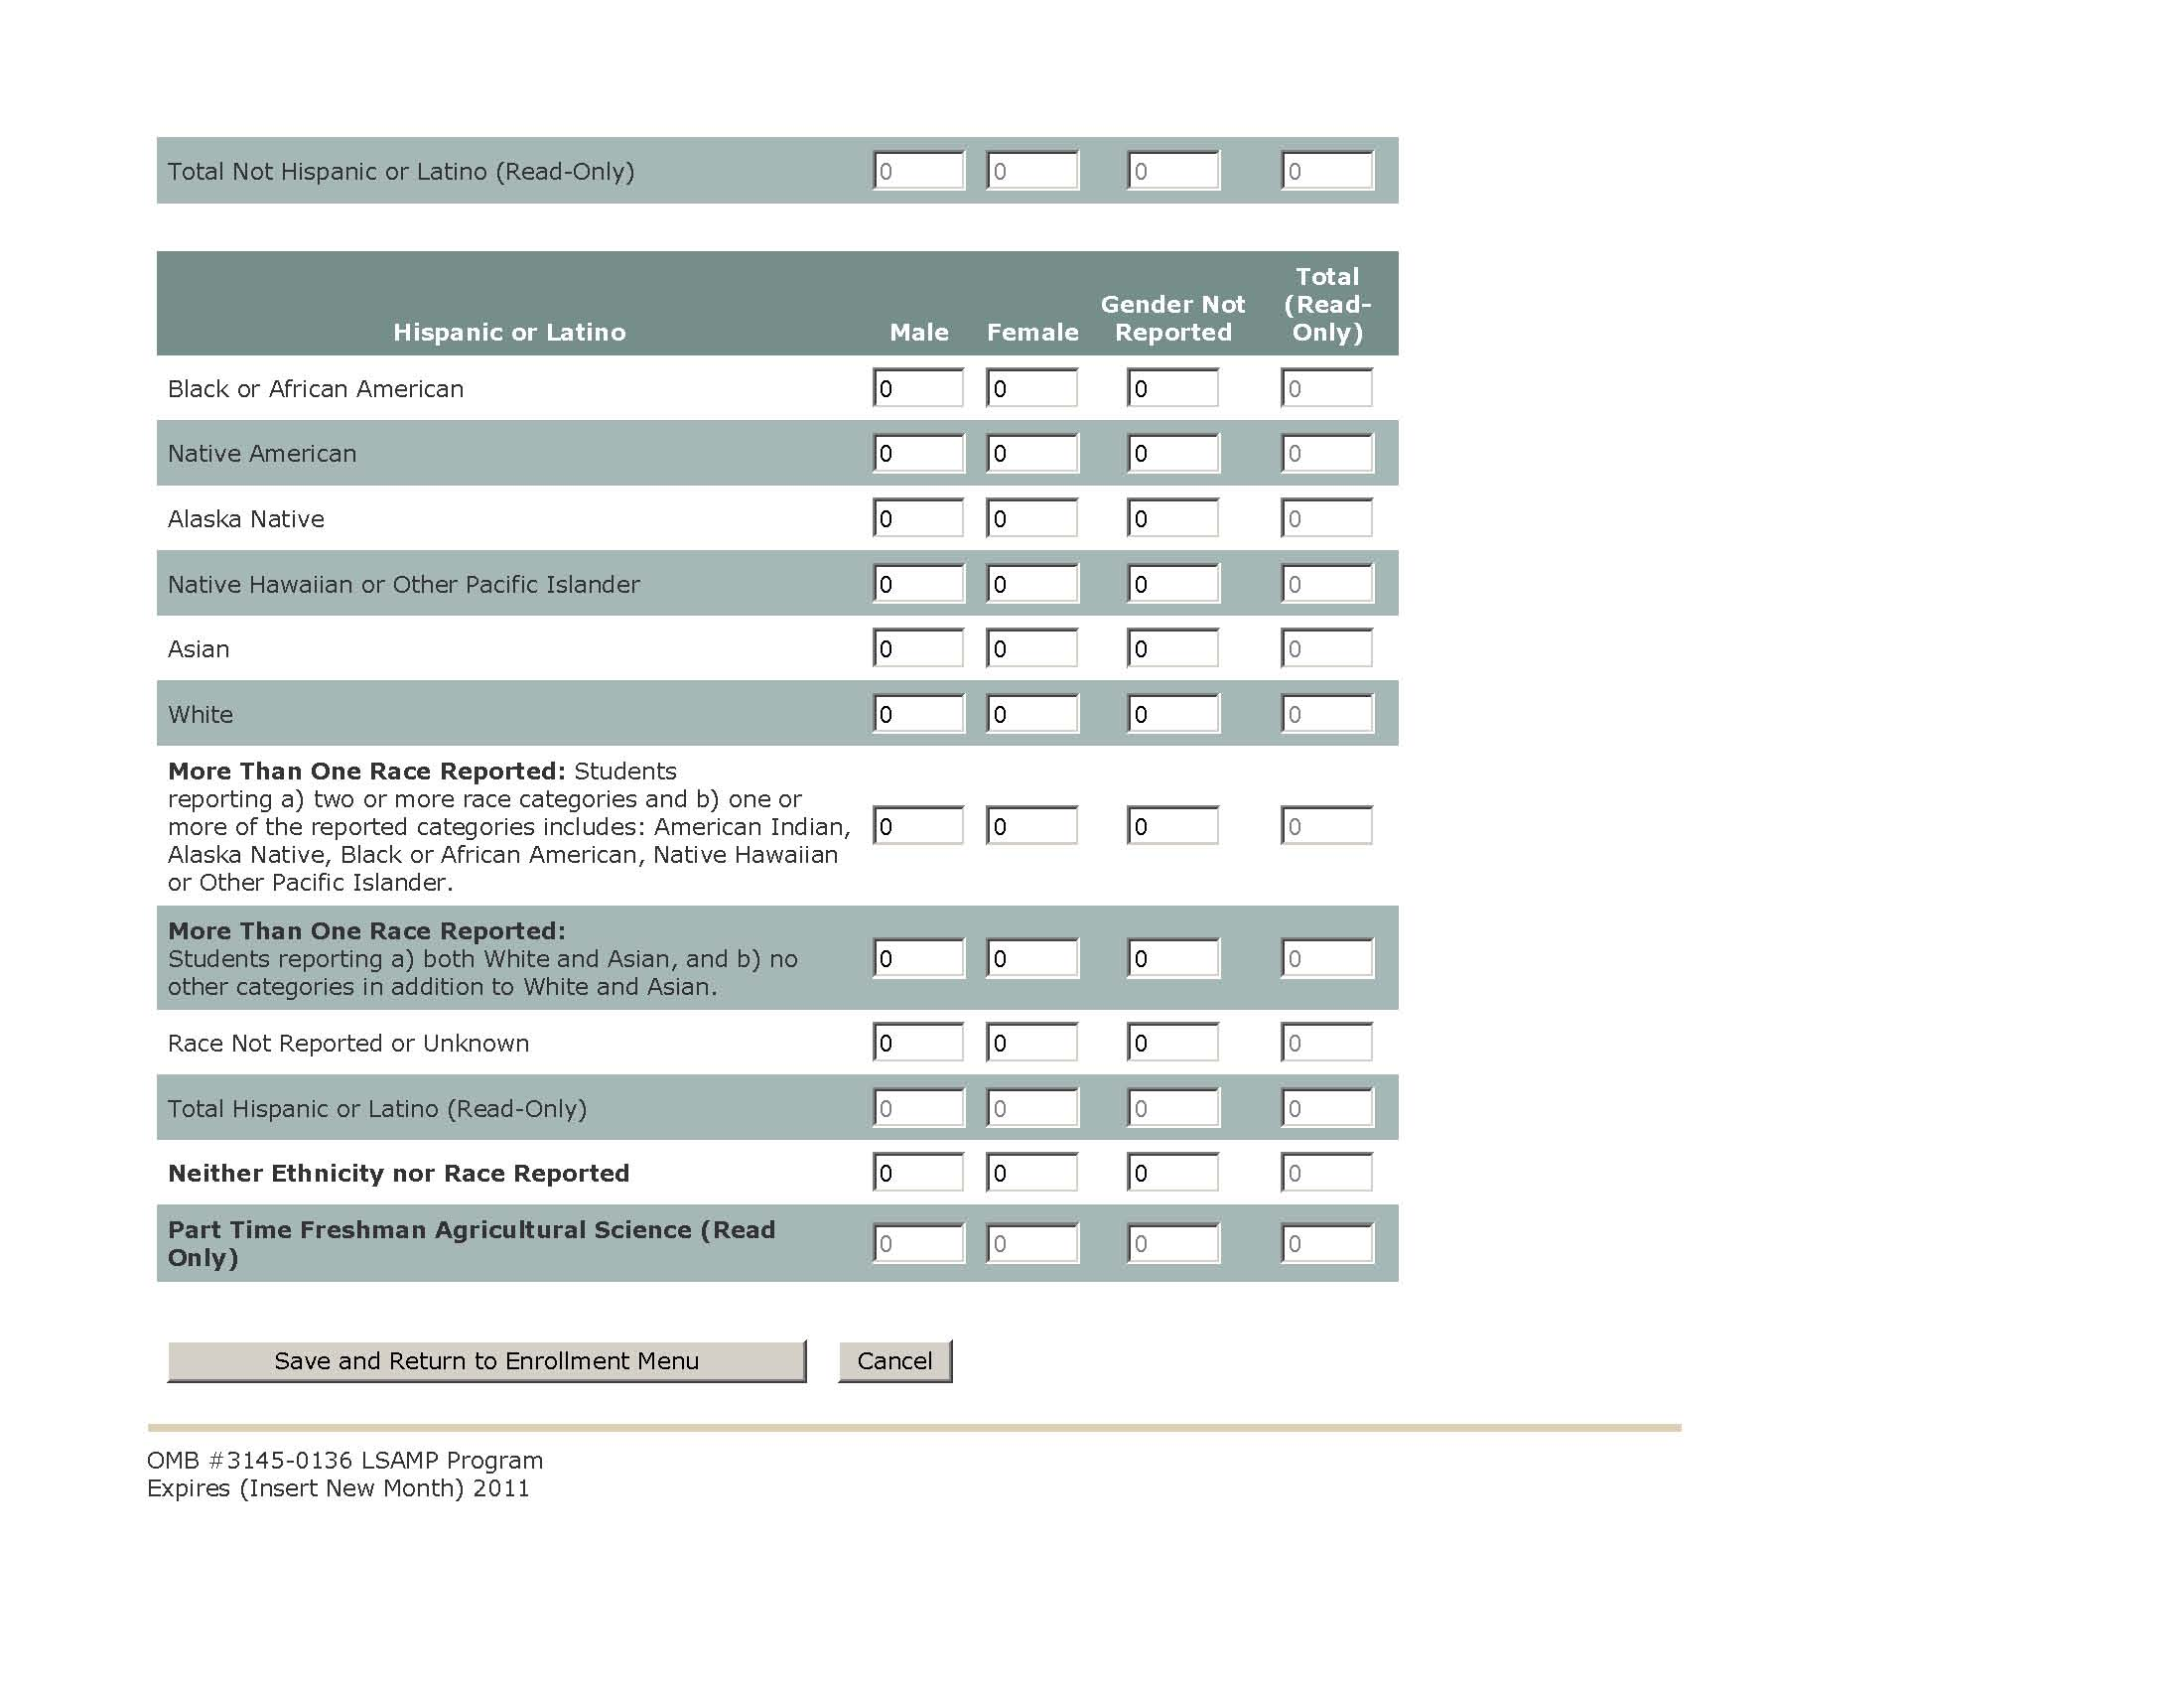 Total Not Hispanic or Latino (Read-Only) 0 0 0 0
Total
Gender Not (Read-
Hispanic or Latino Male Female Reported Only)
Black or African American 0 0 0 0
Native American 0 0 0 0
Alaska Native 0 0 0 0
Native Hawaiian or Other Pacific Islander 0 0 0 0
Asian 0 0 0 0
White 0 0 0 0
More Than One Race Reported: Students
reporting a) two or more race categories and b) one or
more of the reported categories includes: American Indian, 0 0 0 0
Alaska Native, Black or African American, Native Hawaiian
or Other Pacific Islander.
More Than One Race Reported:
Students reporting a) both White and Asian, and b) no 0 0 0 0
other categories in addition to White and Asian.
Race Not Reported or Unknown 0 0 0 0
Total Hispanic or Latino (Read-Only) 0 0 0 0
Neither Ethnicity nor Race Reported 0 0 0 0
Part Time Freshman Agricultural Science (Read 0 0 0 0
Only)
Save and Return to Enrollment Menu Cancel
OMB #3145-0136 LSAMP Program
Expires (Insert New Month) 2011